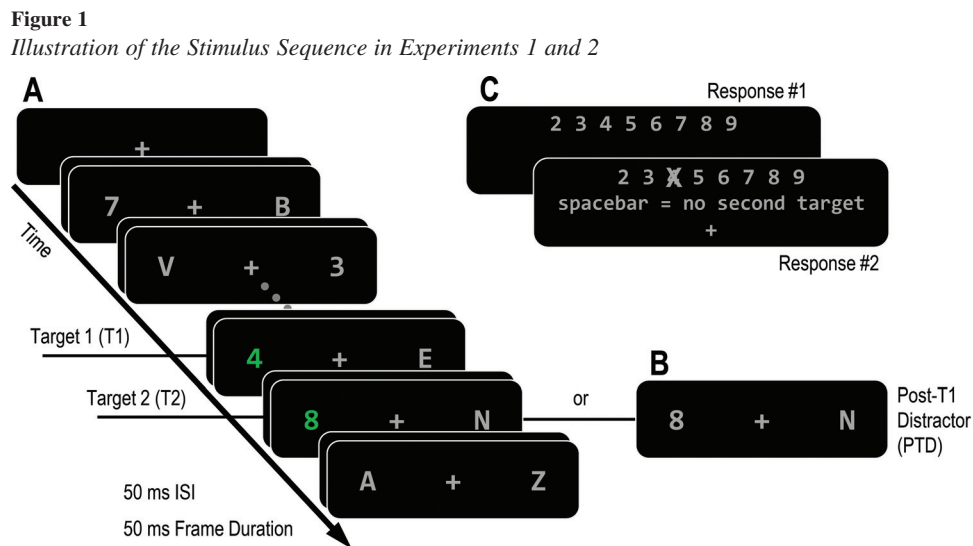 Figure 1
Illustration of the Stimulus Sequence in Experiments 1 and 2
A
+
7 + B
V + 3
Time
Target 1 (T1)
4 + E
Target 2 (T2)
8 + N
or
A + Z
50 ms ISI
50 ms Frame Duration
B
8 + N
Post-T1
Distractor
(PTD)
C
Response #1
2 3 4 5 6 7 8 9
2 3 X 5 6 7 8 9
spacebar = no second target
+
Response #2